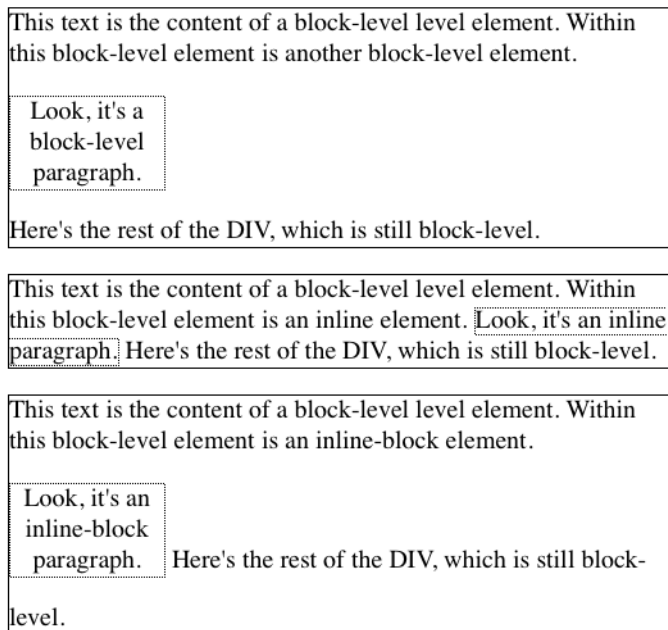 This text is the content of a block-level level element. Within
this block-level element is another block-level element.
Look, it's a
block-level
paragraph.
Here's the rest of the DIV, which is still block-level.
This text is the content of a block-level level element. Within
this block-level element is an inline element. Look, it's an inline
paragraph. Here's the rest of the DIV, which is still block-level.
This text is the content of a block-level level element. Within
this block-level element is an inline-block element.
Look, it's an
inline-block
paragraph. Here's the rest of the DIV, which is still block-
level.